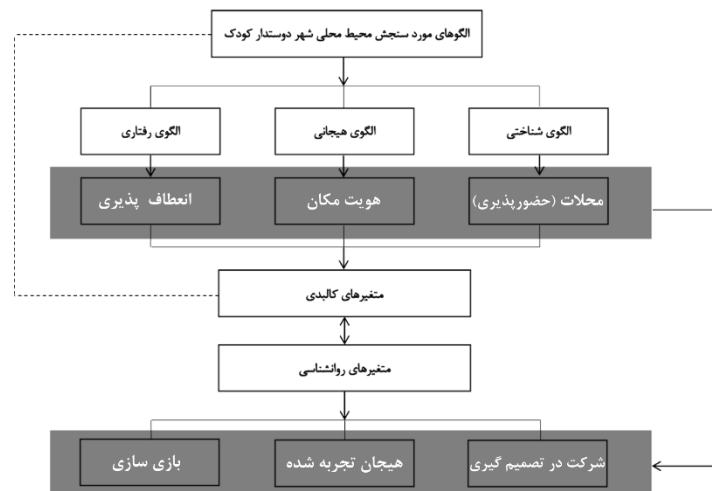 الگوهای مورد سنجش محیط محلی شهر دوستدار کودک
الگوی شناختی
الگوی هیجانی
الگوی رفتاری
محلات (حضورپذیری)
هویت مکان
انعطاف پذیری
متغیرهای کالبدی
متغیرهای روانشناسی
شرکت در تصمیم گیری
هیجان تجربه شده
بازی سازی